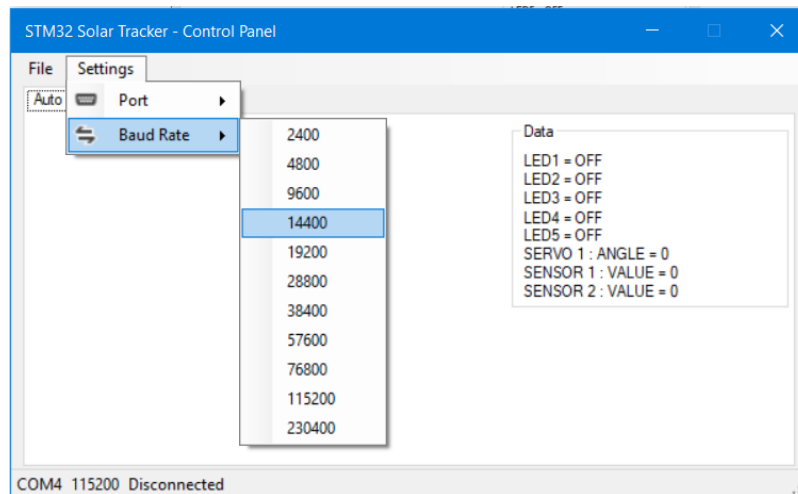 STM32 Solar Tracker - Control Panel
File Settings
Auto
Port
Baud Rate
2400
4800
9600
14400
19200
28800
38400
57600
76800
115200
230400
Data
LED1 = OFF
LED2 = OFF
LED3 = OFF
LED4 = OFF
LED5 = OFF
SERVO 1 : ANGLE = 0
SENSOR 1 : VALUE = 0
SENSOR 2 : VALUE = 0
COM4 115200 Disconnected